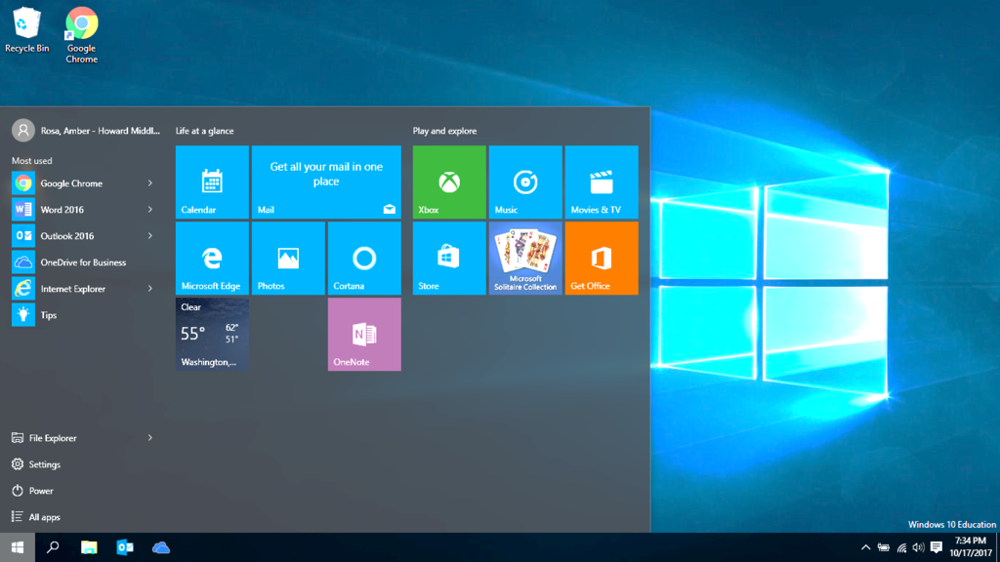 Recycle Bin
Google
Chrome
Rosa, Amber - Howard Middl...
Most used
Google Chrome
Word 2016
Outlook 2016
OneDrive for Business
Internet Explorer
Tips
File Explorer
Settings
Power
All apps
Life at a glance
Calendar
Get all your mail in one
place
Mail
Microsoft Edge
Photos
Cortana
Clear
55°
62°
51°
Washington,...
N
OneNote
Play and explore
Xbox
Music
Movies & TV
Store
Microsoft
Solitaire Collection
Get Office
Windows 10 Education
7:34 PM
10/17/2017